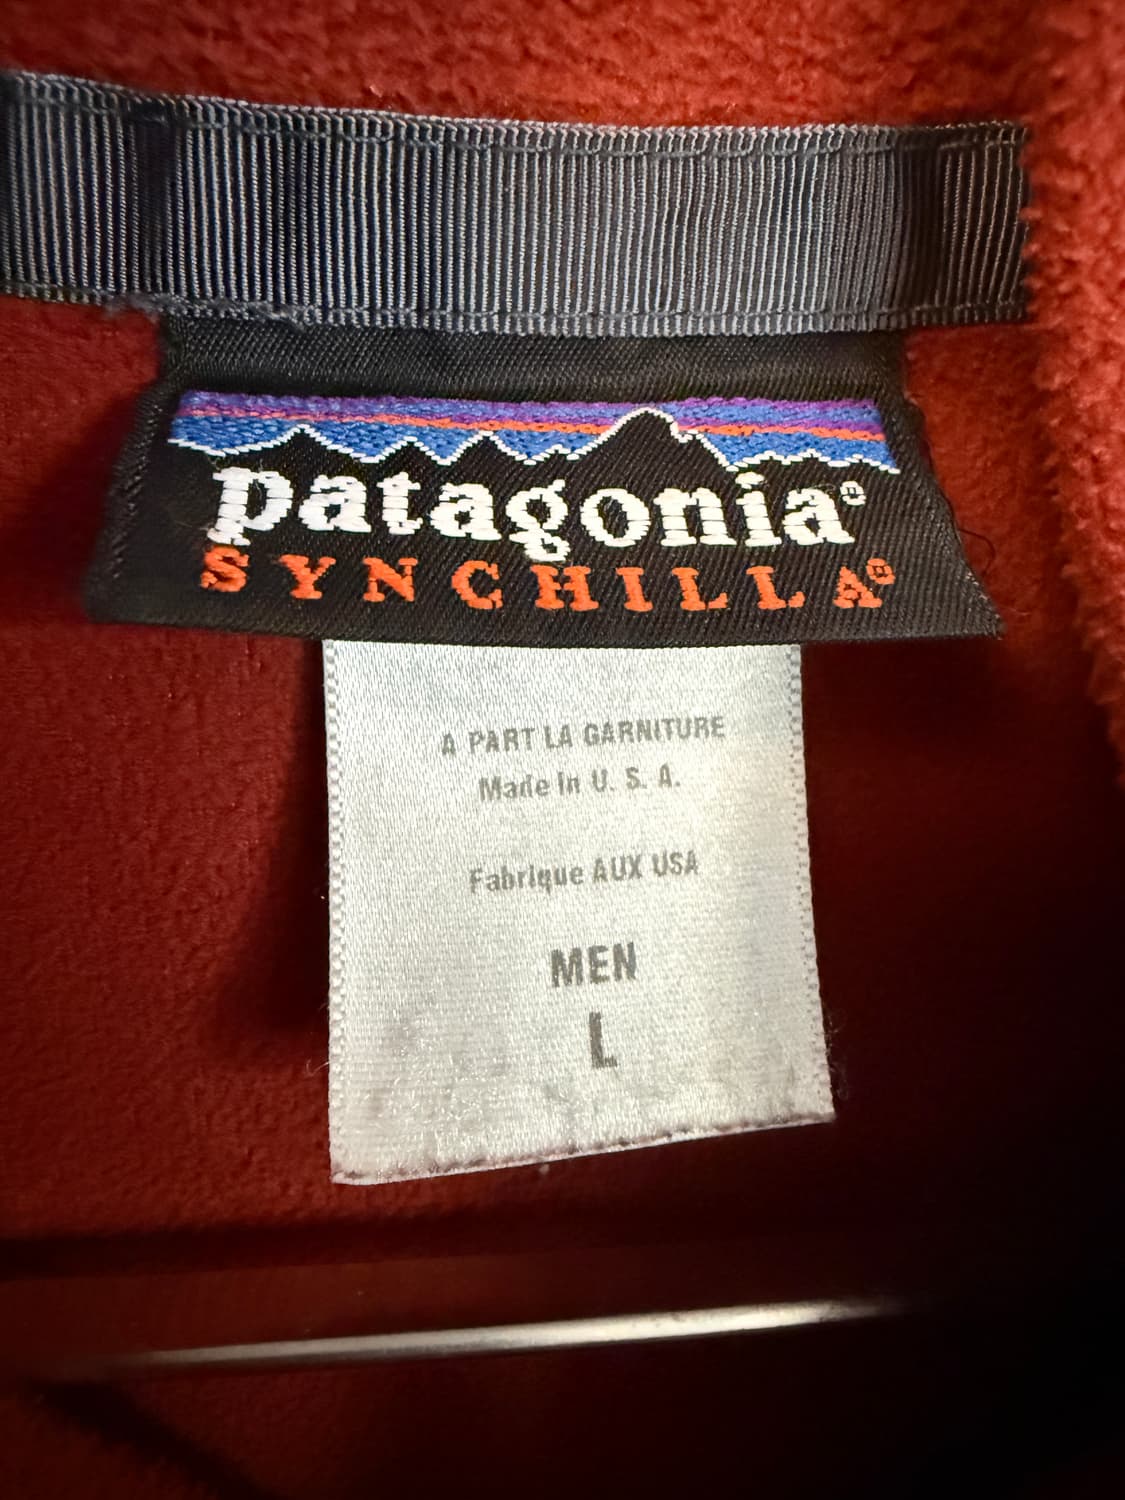 patagonia®
SYNCHILLA®
A PART LA GARNITURE
Made In U. S. A.
Fabrique AUX USA
MEN
L